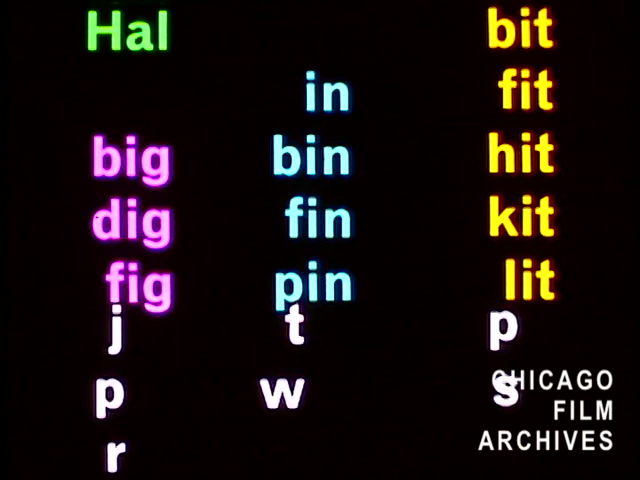 Hal bit
in fit
big bin hit
dig fin kit
fig pin lit
j t p
p w s
r
CHICAGO
FILM
ARCHIVES